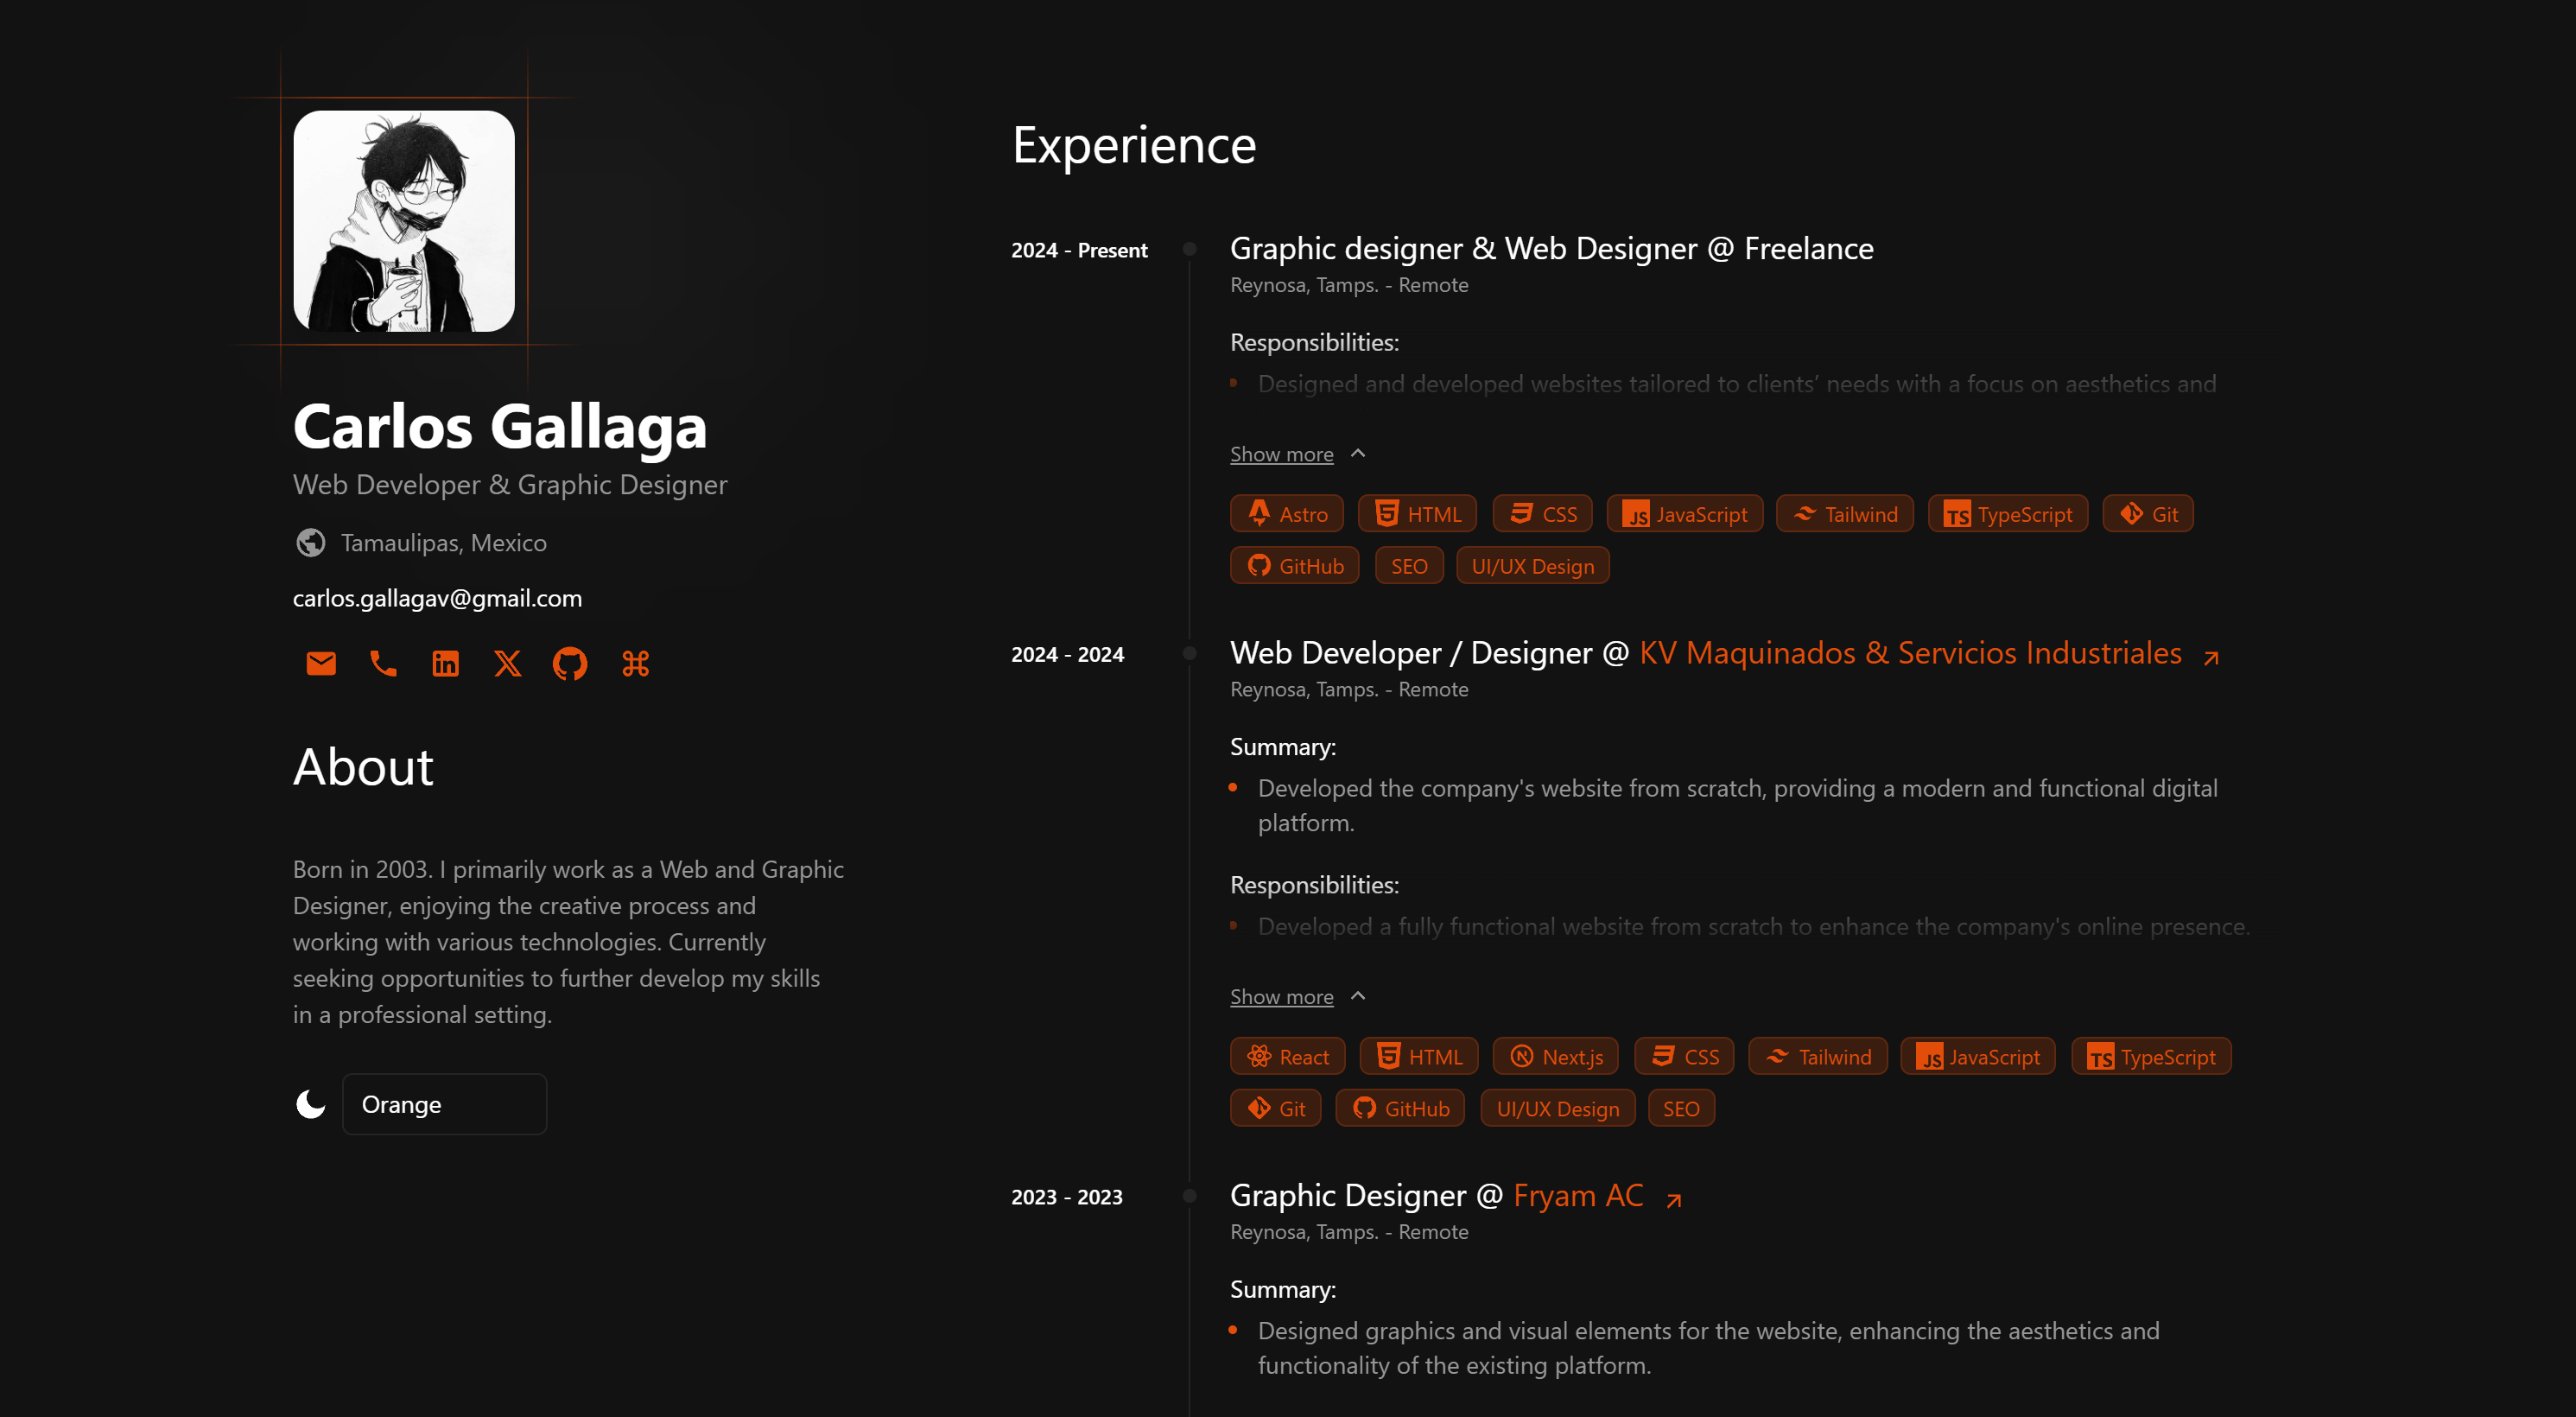 Carlos Gallaga
Web Developer & Graphic Designer
Tamaulipas, Mexico
carlos.gallagav@gmail.com
About
Born in 2003. I primarily work as a Web and Graphic
Designer, enjoying the creative process and
working with various technologies. Currently
seeking opportunities to further develop my skills
in a professional setting.
Orange
Experience
2024 - Present
Graphic designer & Web Designer @ Freelance
Reynosa, Tamps. - Remote
Responsibilities:
Designed and developed websites tailored to clients’ needs with a focus on aesthetics and
Show more
Astro HTML CSS JavaScript Tailwind TypeScript Git
GitHub SEO UI/UX Design
2024 - 2024
Web Developer / Designer @ KV Maquinados & Servicios Industriales
Reynosa, Tamps. - Remote
Summary:
Developed the company's website from scratch, providing a modern and functional digital
platform.
Responsibilities:
Developed a fully functional website from scratch to enhance the company's online presence.
Show more
React HTML Next.js CSS Tailwind JavaScript TypeScript
Git GitHub UI/UX Design SEO
2023 - 2023
Graphic Designer @ Fryam AC
Reynosa, Tamps. - Remote
Summary:
Designed graphics and visual elements for the website, enhancing the aesthetics and
functionality of the existing platform.